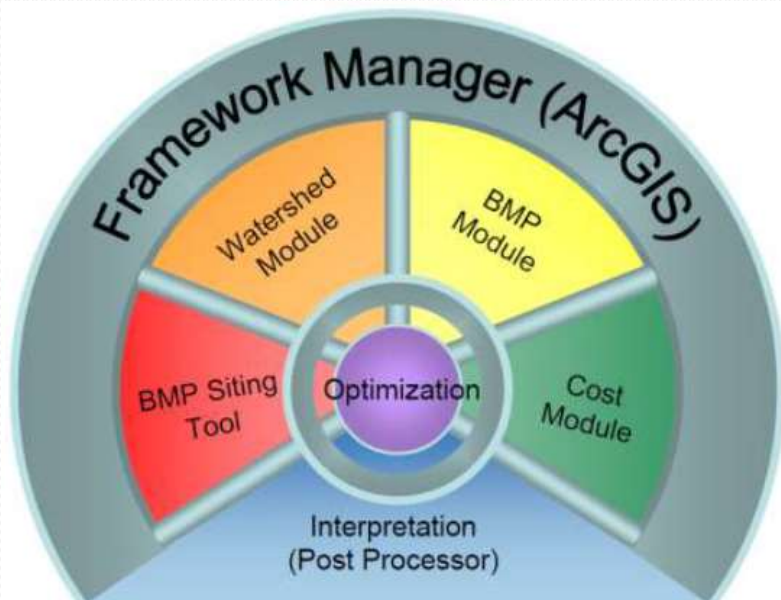 Framework Manager (ArcGIS)
Watershed
Module
BMP
Module
BMP Siting
Tool
Optimization
Cost
Module
Interpretation
(Post Processor)